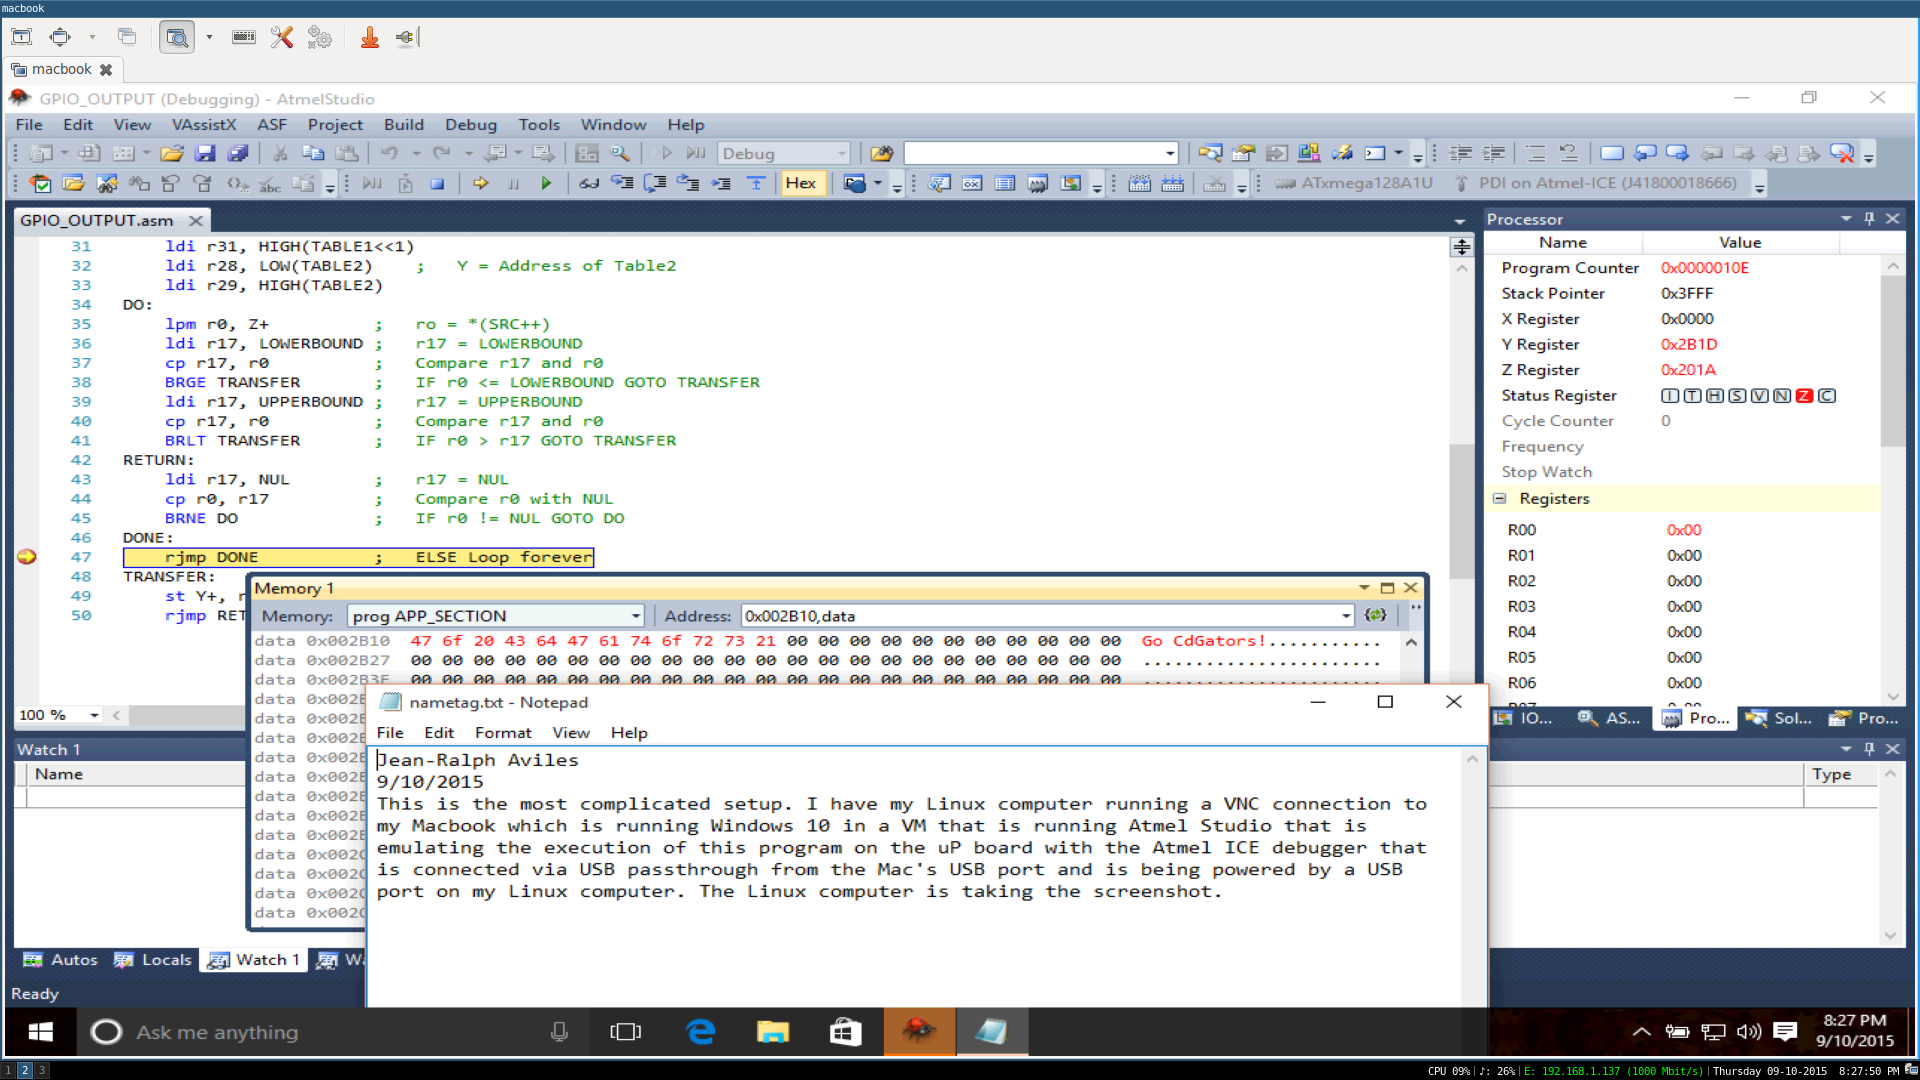 macbook
macbook
GPIO_OUTPUT (Debugging) - AtmelStudio
File Edit View VAssistX ASF Project Build Debug Tools Window Help
Debug
Hex ATxmega128A1U PDI on Atmel-ICE (J41800018666)
GPIO_OUTPUT.asm
31 ldi r31, HIGH(TABLE1<<1)
32 ldi r28, LOW(TABLE2) ; Y = Address of Table2
33 ldi r29, HIGH(TABLE2)
34 DO:
35 lpm r0, Z+ ; ro = *(SRC++)
36 ldi r17, LOWERBOUND ; r17 = LOWERBOUND
37 cp r17, r0 ; Compare r17 and r0
38 BRGE TRANSFER ; IF r0 <= LOWERBOUND GOTO TRANSFER
39 ldi r17, UPPERBOUND ; r17 = UPPERBOUND
40 cp r17, r0 ; Compare r17 and r0
41 BRLT TRANSFER ; IF r0 > r17 GOTO TRANSFER
42 RETURN:
43 ldi r17, NUL ; r17 = NUL
44 cp r0, r17 ; Compare r0 with NUL
45 BRNE DO ; IF r0 != NUL GOTO DO
46 DONE:
47 rjmp DONE ; ELSE Loop forever
48 TRANSFER:
49 st Y+, r
50 rjmp RET
100 %
Processor
Name Value
Program Counter 0x0000010E
Stack Pointer 0x3FFF
X Register 0x0000
Y Register 0x2B1D
Z Register 0x201A
Status Register I T H S V N Z C
Cycle Counter 0
Frequency
Stop Watch
Registers
R00 0x00
R01 0x00
R02 0x00
R03 0x00
R04 0x00
R05 0x00
R06 0x00
IO... AS... Pro... Sol... Pro...
Memory 1
Memory: prog APP_SECTION Address: 0x002B10,data
data 0x002B10 47 6f 20 43 64 47 61 74 6f 72 73 21 00 00 00 00 00 00 00 00 00 00 00 Go CdGators!...........
data 0x002B27 00 00 00 00 00 00 00 00 00 00 00 00 00 00 00 00 00 00 00 00 00 00 00 .......................
data 0x002B3E 00 00 00 00 00 00 00 00 00 00 00 00 00 00 00 00 00 00 00 00 00 00 00
data 0x002
data 0x002
data 0x002
data 0x002
data 0x002
data 0x002
data 0x002
data 0x002
data 0x002
data 0x002
data 0x002
data 0x002
Watch 1
Name Type
nametag.txt - Notepad
File Edit Format View Help
Jean-Ralph Aviles
9/10/2015
This is the most complicated setup. I have my Linux computer running a VNC connection to
my Macbook which is running Windows 10 in a VM that is running Atmel Studio that is
emulating the execution of this program on the uP board with the Atmel ICE debugger that
is connected via USB passthrough from the Mac's USB port and is being powered by a USB
port on my Linux computer. The Linux computer is taking the screenshot.
Autos Locals Watch 1 Wa
Ready
Ask me anything
8:27 PM
9/10/2015
1 2 3
CPU 09% ♪: 26% E: 192.168.1.137 (1000 Mbit/s) Thursday 09-10-2015 8:27:50 PM